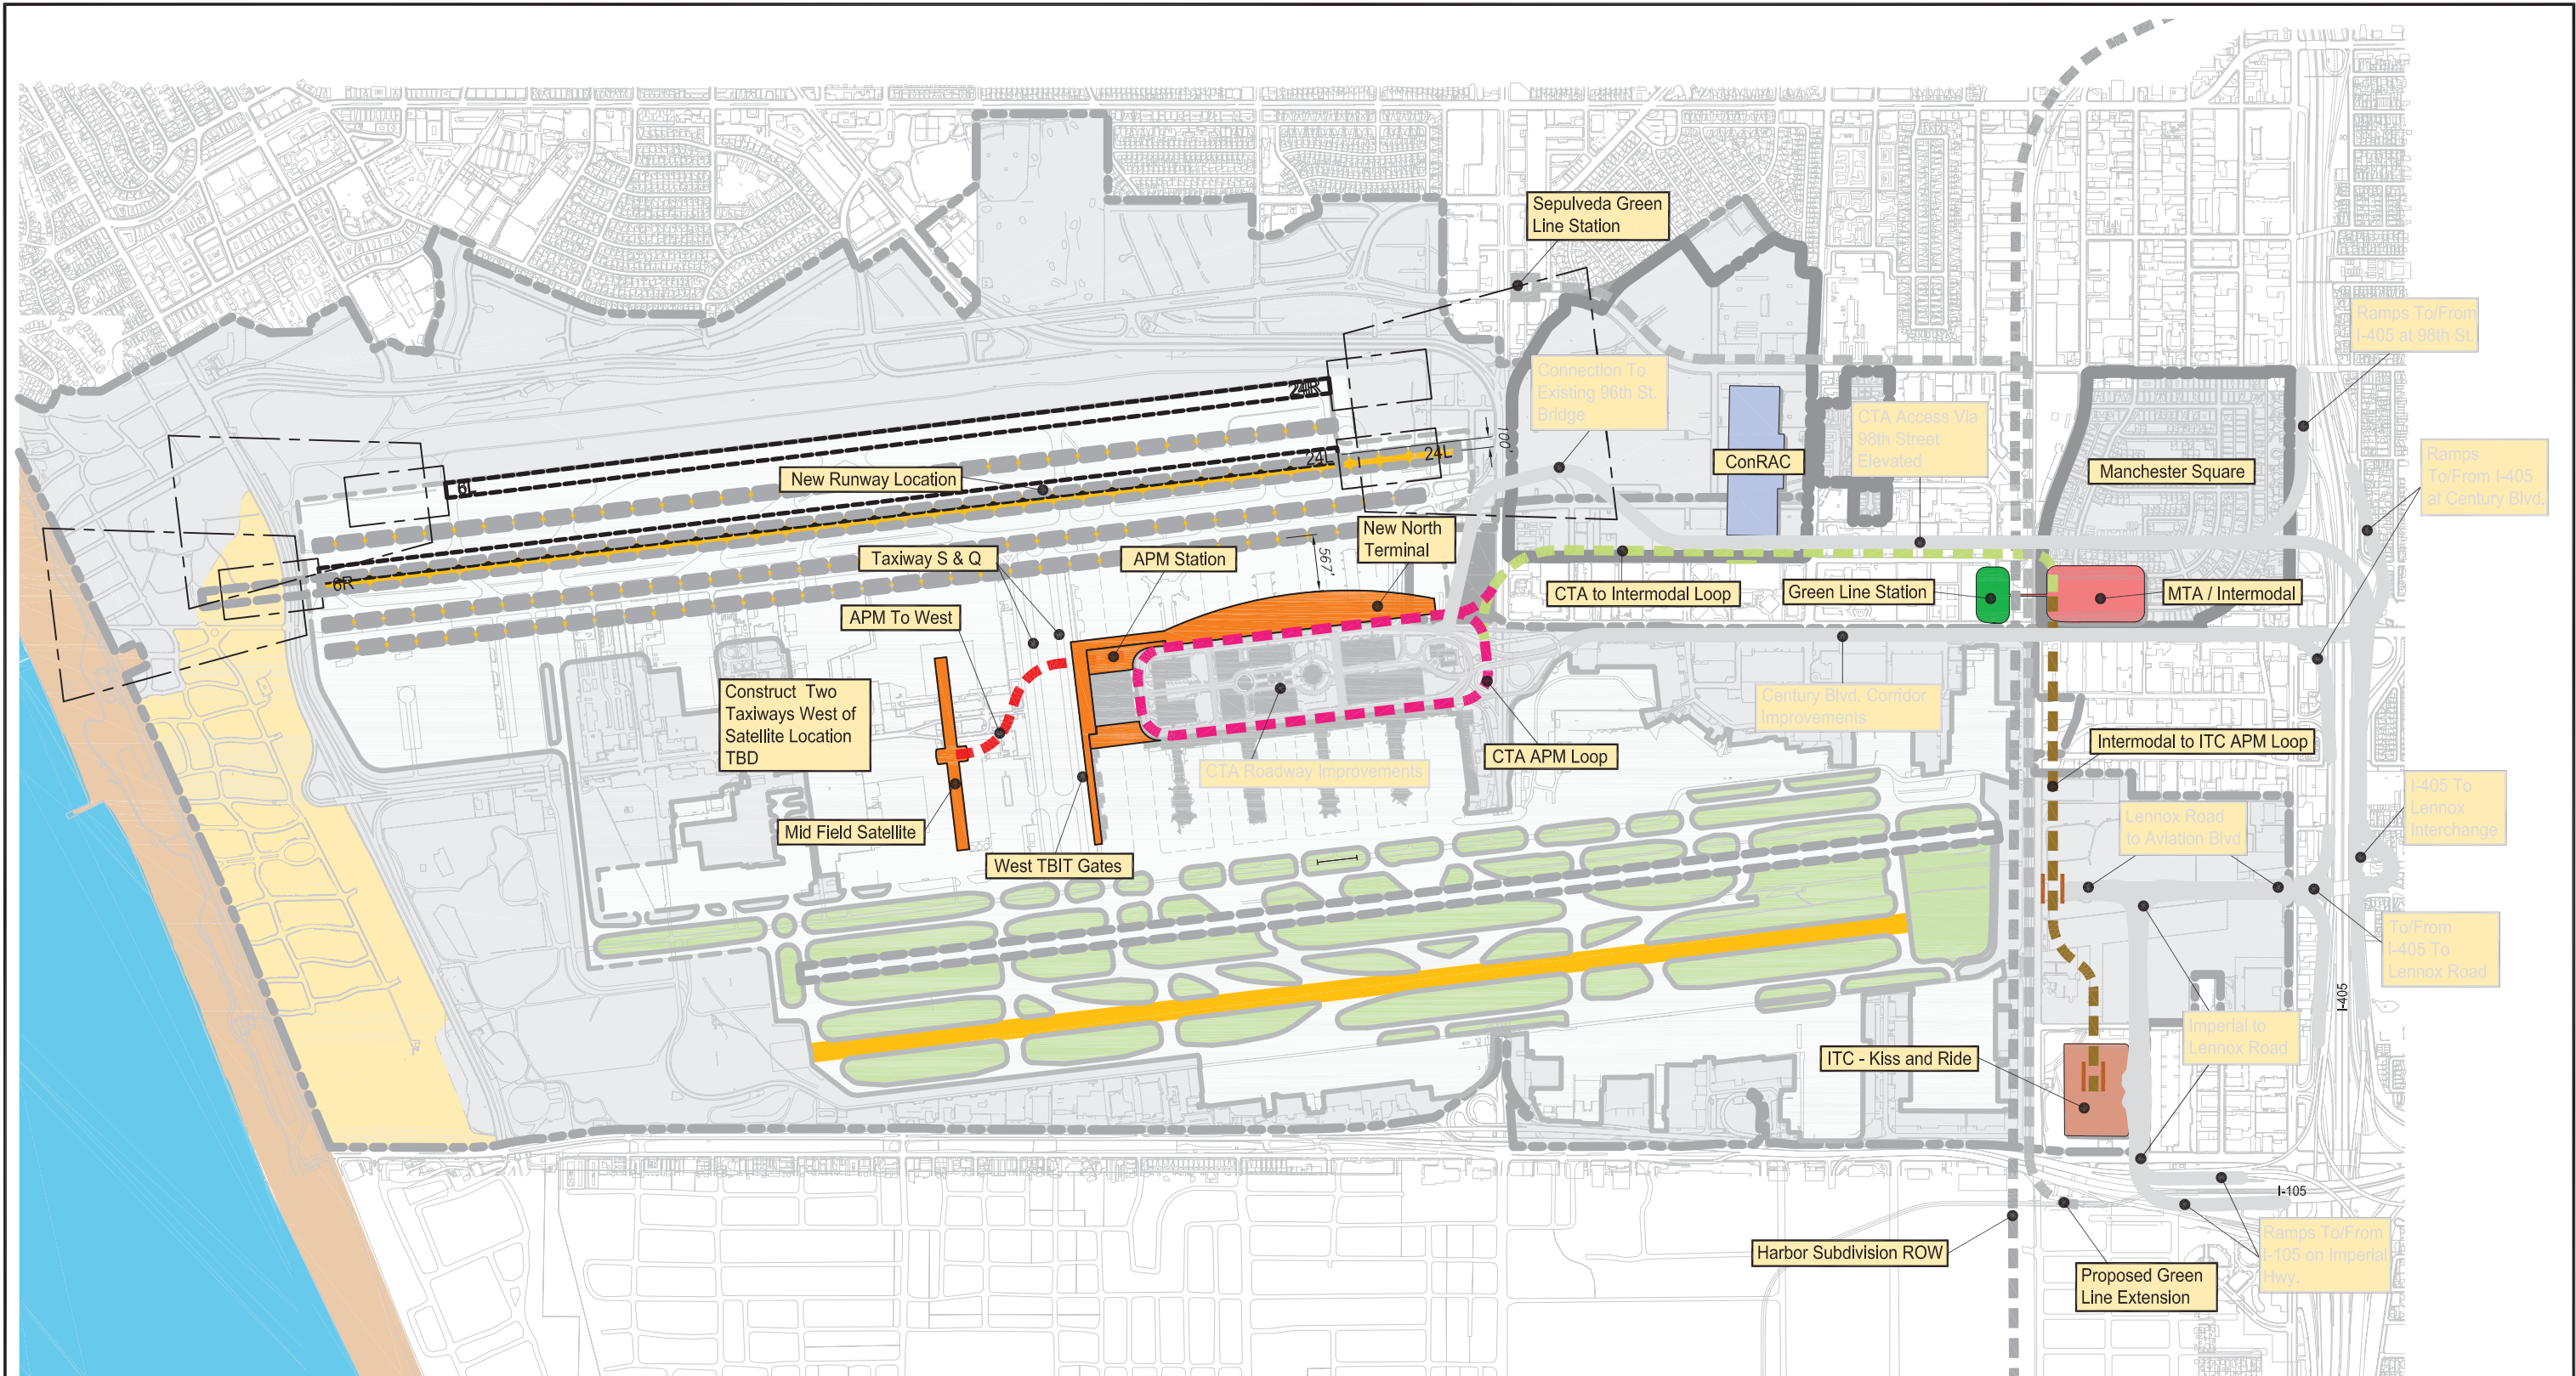 Sepulveda Green
Line Station
Ramps To/From
I-405 at 98th St.
Connection To
Existing 96th St.
Bridge
24R
100'
CTA Access Via
98th Street
Elevated
ConRAC
Manchester Square
Ramps
To/From I-405
at Century Blvd.
24L
24L
6L
New Runway Location
New North
Terminal
Taxiway S & Q
APM Station
567'
6R
CTA to Intermodal Loop
Green Line Station
MTA / Intermodal
APM To West
Construct Two
Taxiways West of
Satellite Location
TBD
Century Blvd. Corridor
Improvements
Intermodal to ITC APM Loop
CTA APM Loop
CTA Roadway Improvements
I-405 To
Lennox
Interchange
Mid Field Satellite
Lennox Road
to Aviation Blvd
West TBIT Gates
To/From
I-405 To
Lennox Road
I-405
Imperial to
Lennox Road
ITC - Kiss and Ride
I-105
Harbor Subdivision ROW
Ramps To/From
I-105 on Imperial
Hwy.
Proposed Green
Line Extension